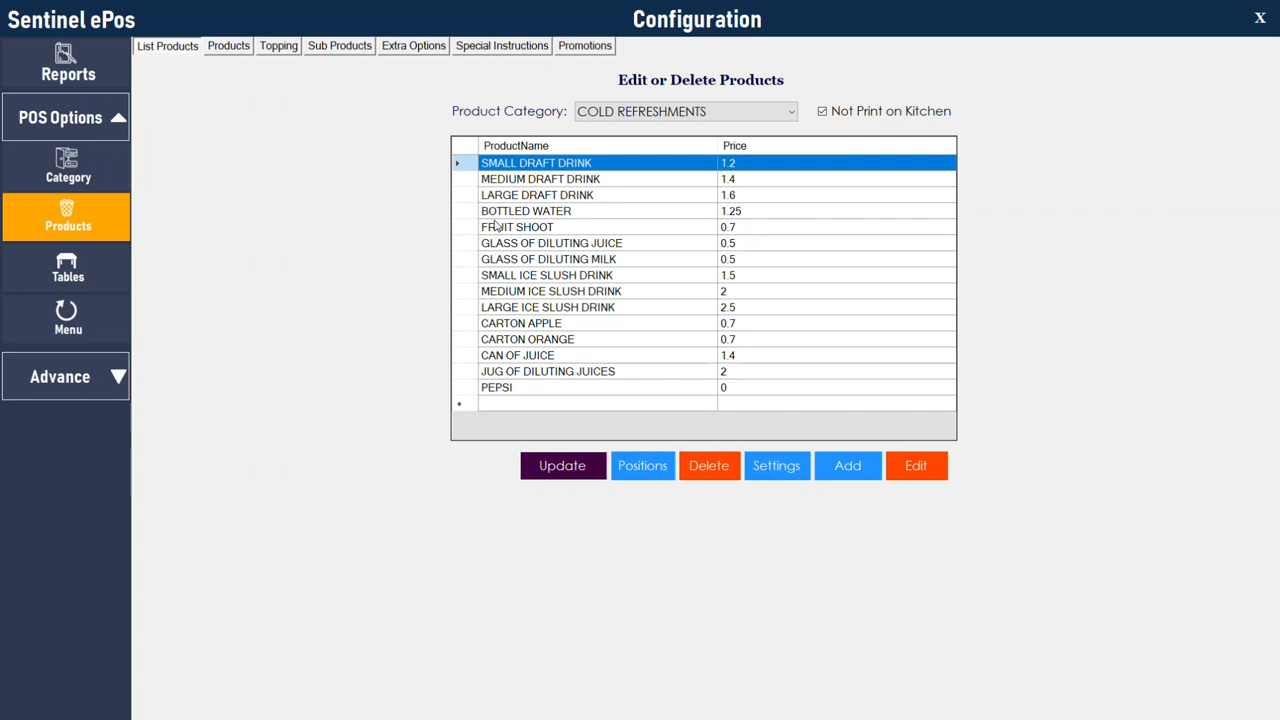 Sentinel ePos
Configuration
X
Reports
POS Options
Category
Products
Tables
Menu
Advance
List Products Products Topping Sub Products Extra Options Special Instructions Promotions
Edit or Delete Products
Product Category: COLD REFRESHMENTS Not Print on Kitchen
ProductName Price
SMALL DRAFT DRINK 1.2
MEDIUM DRAFT DRINK 1.4
LARGE DRAFT DRINK 1.6
BOTTLED WATER 1.25
FRUIT SHOOT 0.7
GLASS OF DILUTING JUICE 0.5
GLASS OF DILUTING MILK 0.5
SMALL ICE SLUSH DRINK 1.5
MEDIUM ICE SLUSH DRINK 2
LARGE ICE SLUSH DRINK 2.5
CARTON APPLE 0.7
CARTON ORANGE 0.7
CAN OF JUICE 1.4
JUG OF DILUTING JUICES 2
PEPSI 0
Update Positions Delete Settings Add Edit